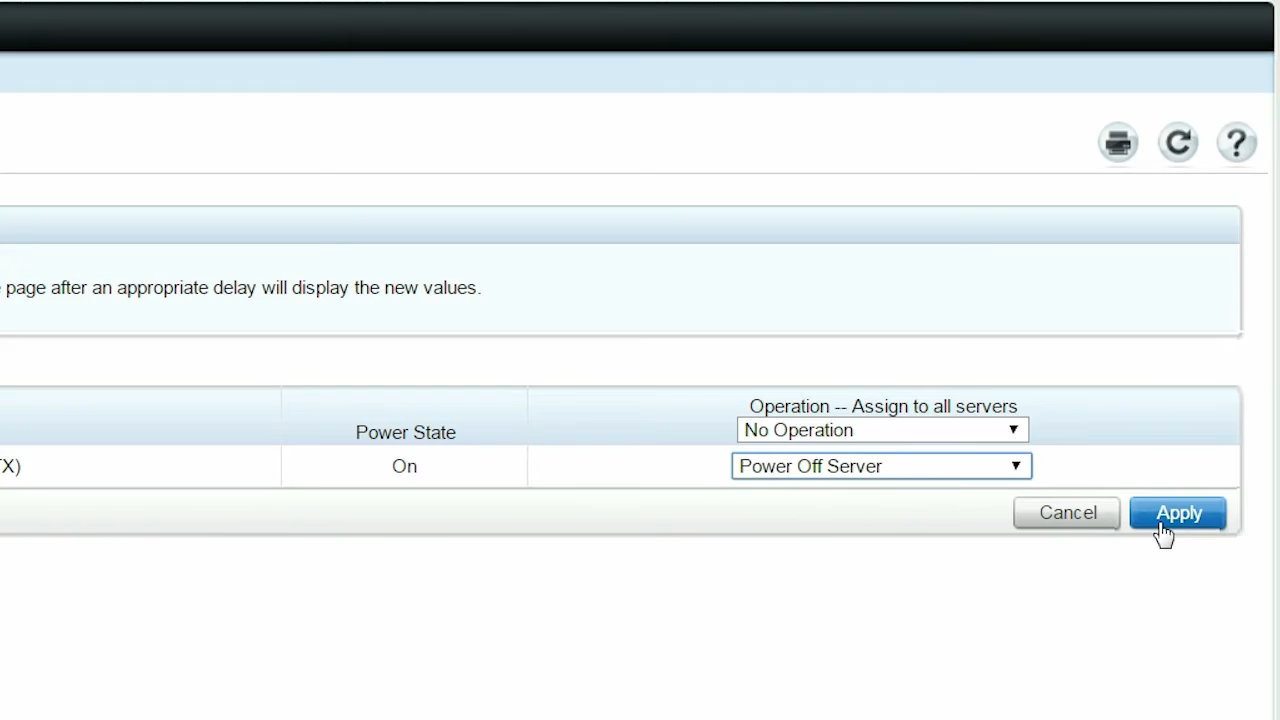 ?
page after an appropriate delay will display the new values.
Operation -- Assign to all servers
Power State
No Operation
X)
On
Power Off Server
Cancel
Apply